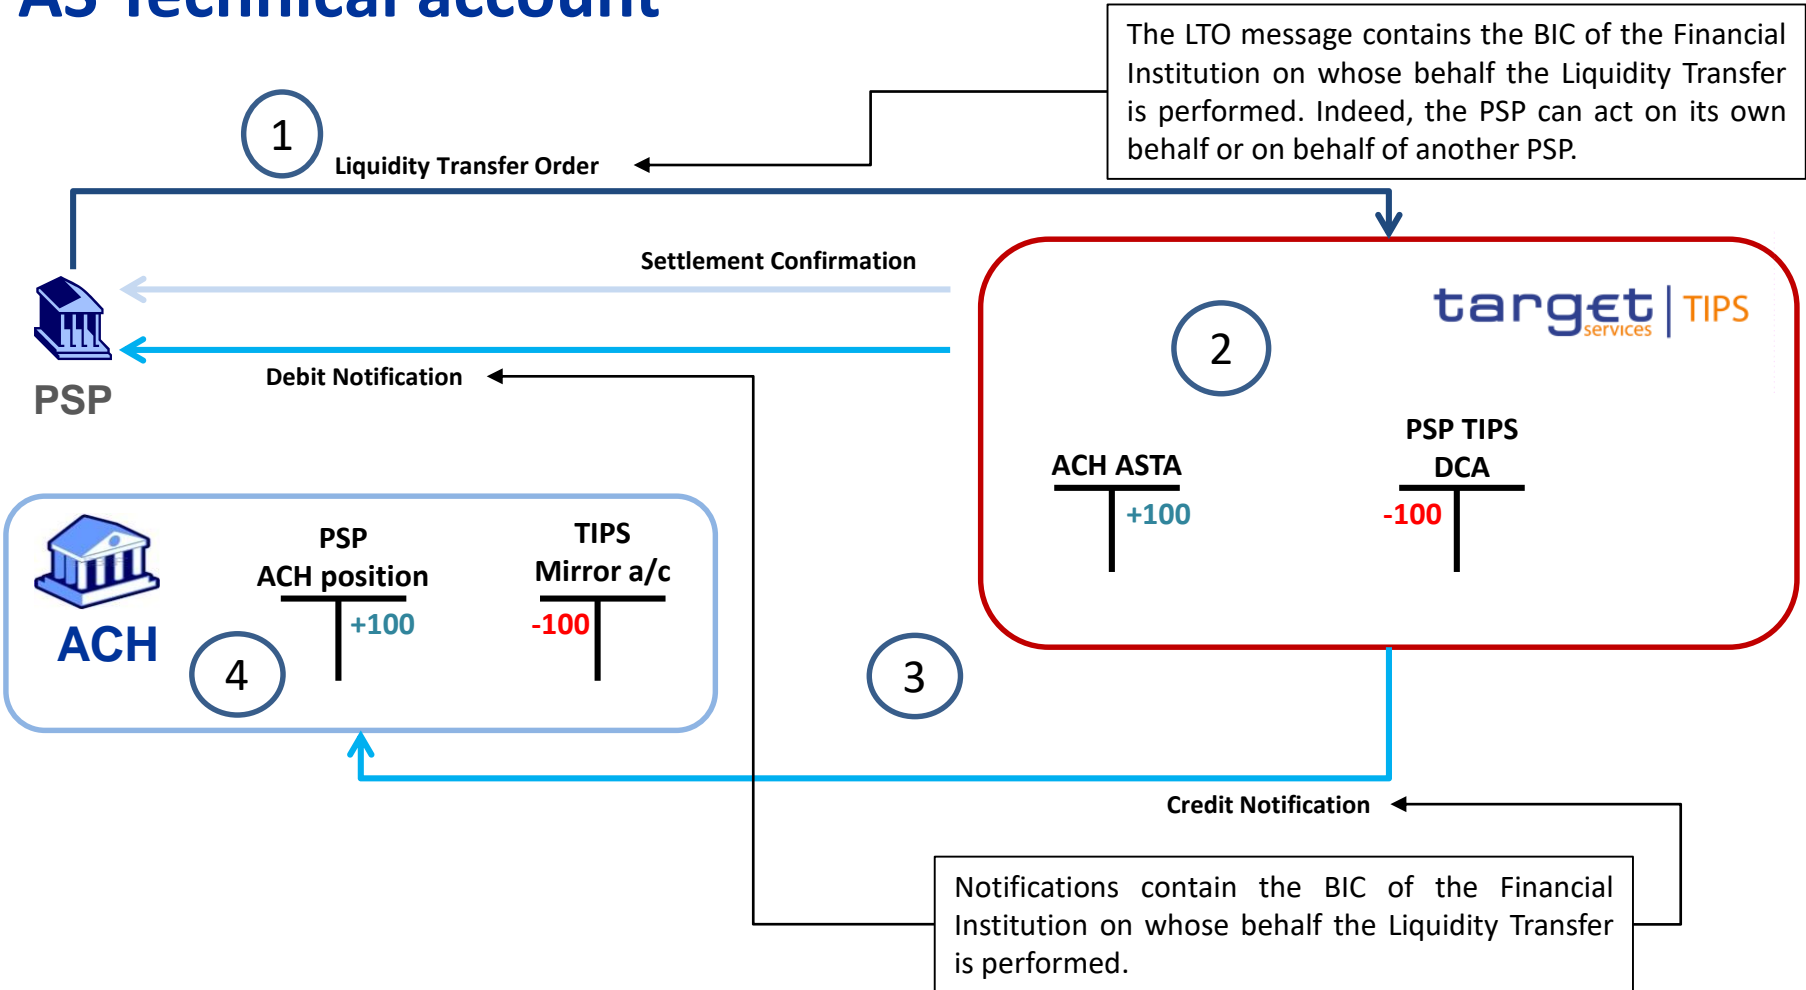 AS Technical account
The LTO message contains the BIC of the Financial
Institution on whose behalf the Liquidity Transfer
is performed. Indeed, the PSP can act on its own
behalf or on behalf of another PSP.
1
Liquidity Transfer Order
Settlement Confirmation
target
services
TIPS
2
Debit Notification
PSP
PSP TIPS
DCA
ACH ASTA
+100
-100
PSP
ACH position
TIPS
Mirror a/c
+100
-100
ACH
4
3
Credit Notification
Notifications contain the BIC of the Financial
Institution on whose behalf the Liquidity Transfer
is performed.